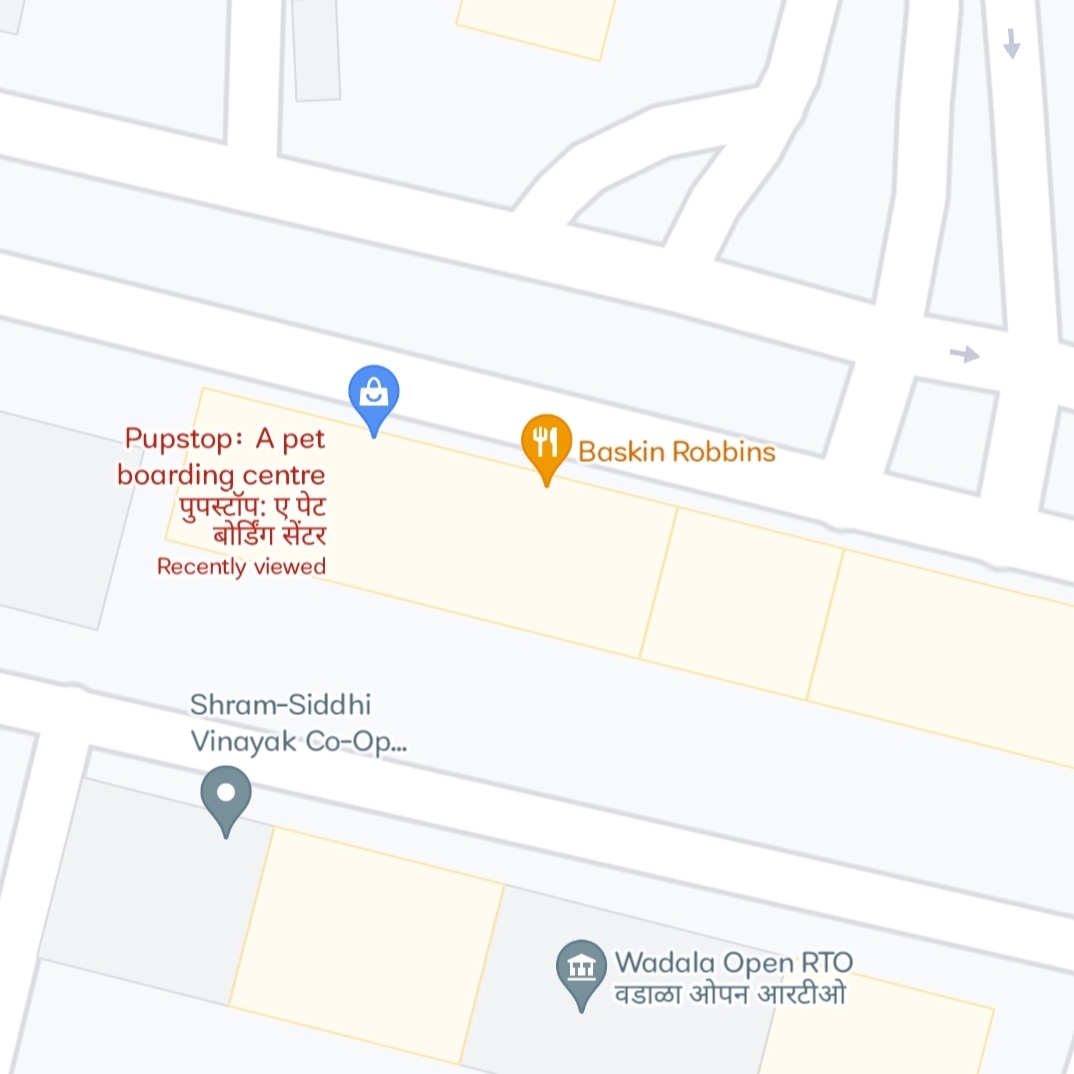 Pupstop: A pet
boarding centre
पुपस्टॉप: ए पेट
बोर्डिंग सेंटर
Recently viewed
Baskin Robbins
Shram-Siddhi
Vinayak Co-Op...
Wadala Open RTO
वडाळा ओपन आरटीओ